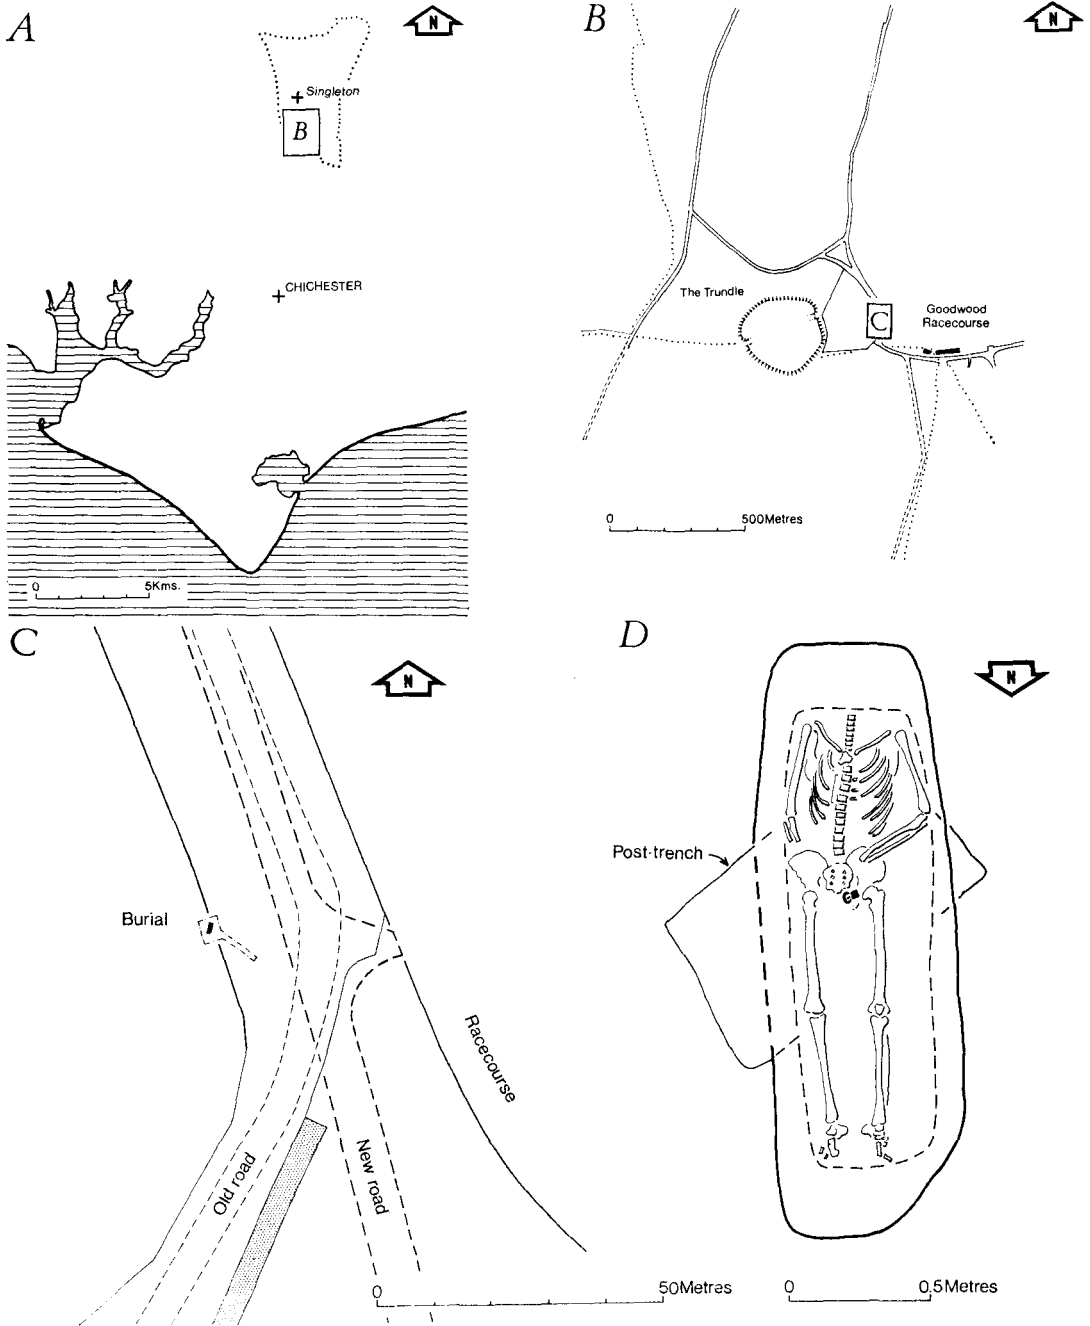 A
N
Singleton
B
CHICHESTER
0 5Kms.
B
N
The Trundle
C
Goodwood
Racecourse
0 500Metres
C
N
Burial
Racecourse
Old road
New road
0 50Metres
D
N
Post-trench
0 0.5Metres